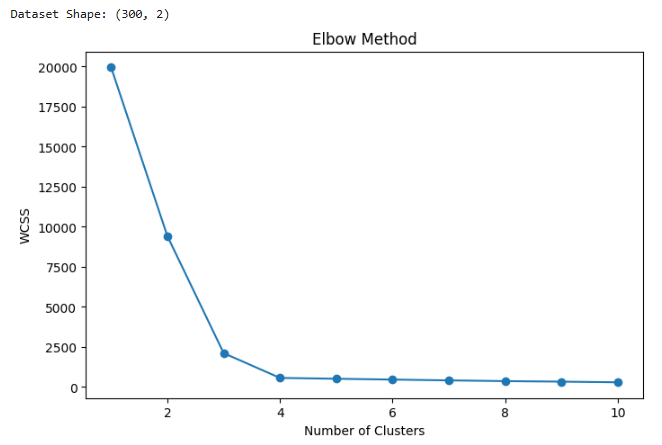 Dataset Shape: (300, 2)
Elbow Method
20000
17500
15000
12500
10000
7500
5000
2500
0
WCSS
2 4 6 8 10
Number of Clusters